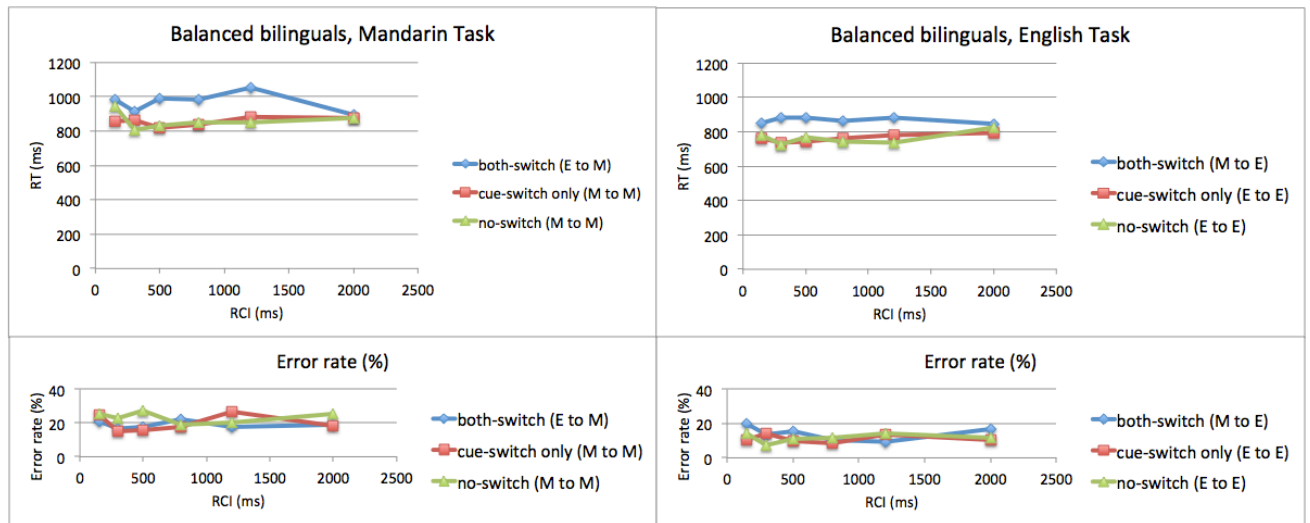 Balanced bilinguals, Mandarin Task
1200
1000
800
600
400
200
0
RT (ms)
0 500 1000 1500 2000 2500
RCI (ms)
both-switch (E to M)
cue-switch only (M to M)
no-switch (M to M)
Balanced bilinguals, English Task
1200
1000
800
600
400
200
0
RT (ms)
0 500 1000 1500 2000 2500
RCI (ms)
both-switch (M to E)
cue-switch only (E to E)
no-switch (E to E)
Error rate (%)
40
20
0
Error rate (%)
0 500 1000 1500 2000 2500
RCI (ms)
both-switch (E to M)
cue-switch only (M to M)
no-switch (M to M)
Error rate (%)
40
20
0
Error rate (%)
0 500 1000 1500 2000 2500
RCI (ms)
both-switch (M to E)
cue-switch only (E to E)
no-switch (E to E)